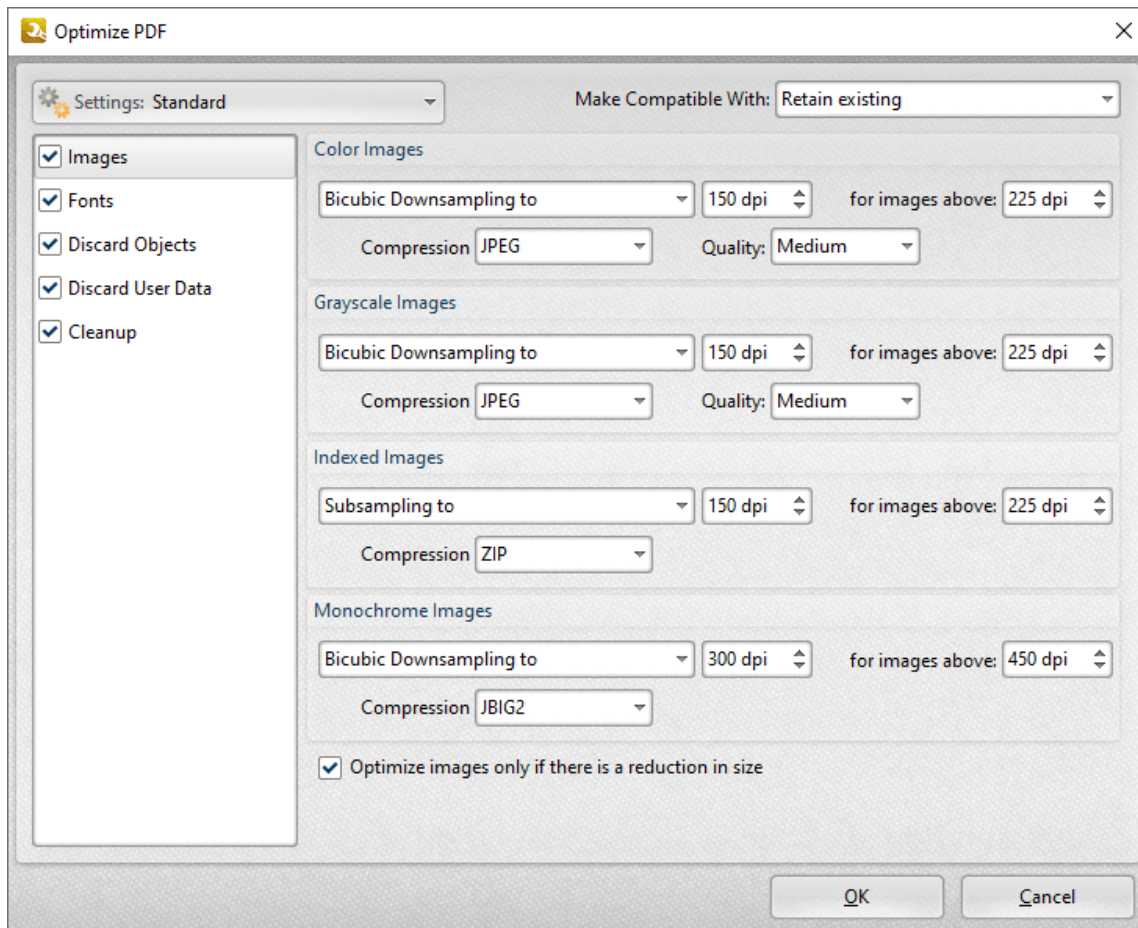 Optimize PDF
Settings: Standard
Make Compatible With: Retain existing
Images
Fonts
Discard Objects
Discard User Data
Cleanup
Color Images
Bicubic Downsampling to 150 dpi for images above: 225 dpi
Compression JPEG Quality: Medium
Grayscale Images
Bicubic Downsampling to 150 dpi for images above: 225 dpi
Compression JPEG Quality: Medium
Indexed Images
Subsampling to 150 dpi for images above: 225 dpi
Compression ZIP
Monochrome Images
Bicubic Downsampling to 300 dpi for images above: 450 dpi
Compression JBIG2
Optimize images only if there is a reduction in size
OK Cancel